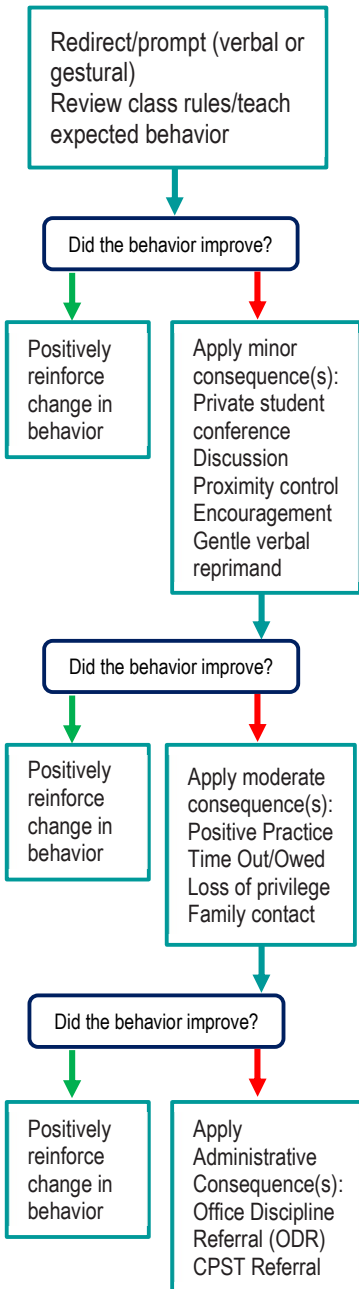 Redirect/prompt (verbal or
gestural)
Review class rules/teach
expected behavior
Did the behavior improve?
Positively
reinforce
change in
behavior
Apply minor
consequence(s):
Private student
conference
Discussion
Proximity control
Encouragement
Gentle verbal
reprimand
Did the behavior improve?
Positively
reinforce
change in
behavior
Apply moderate
consequence(s):
Positive Practice
Time Out/Owed
Loss of privilege
Family contact
Did the behavior improve?
Positively
reinforce
change in
behavior
Apply
Administrative
Consequence(s):
Office Discipline
Referral (ODR)
CPST Referral